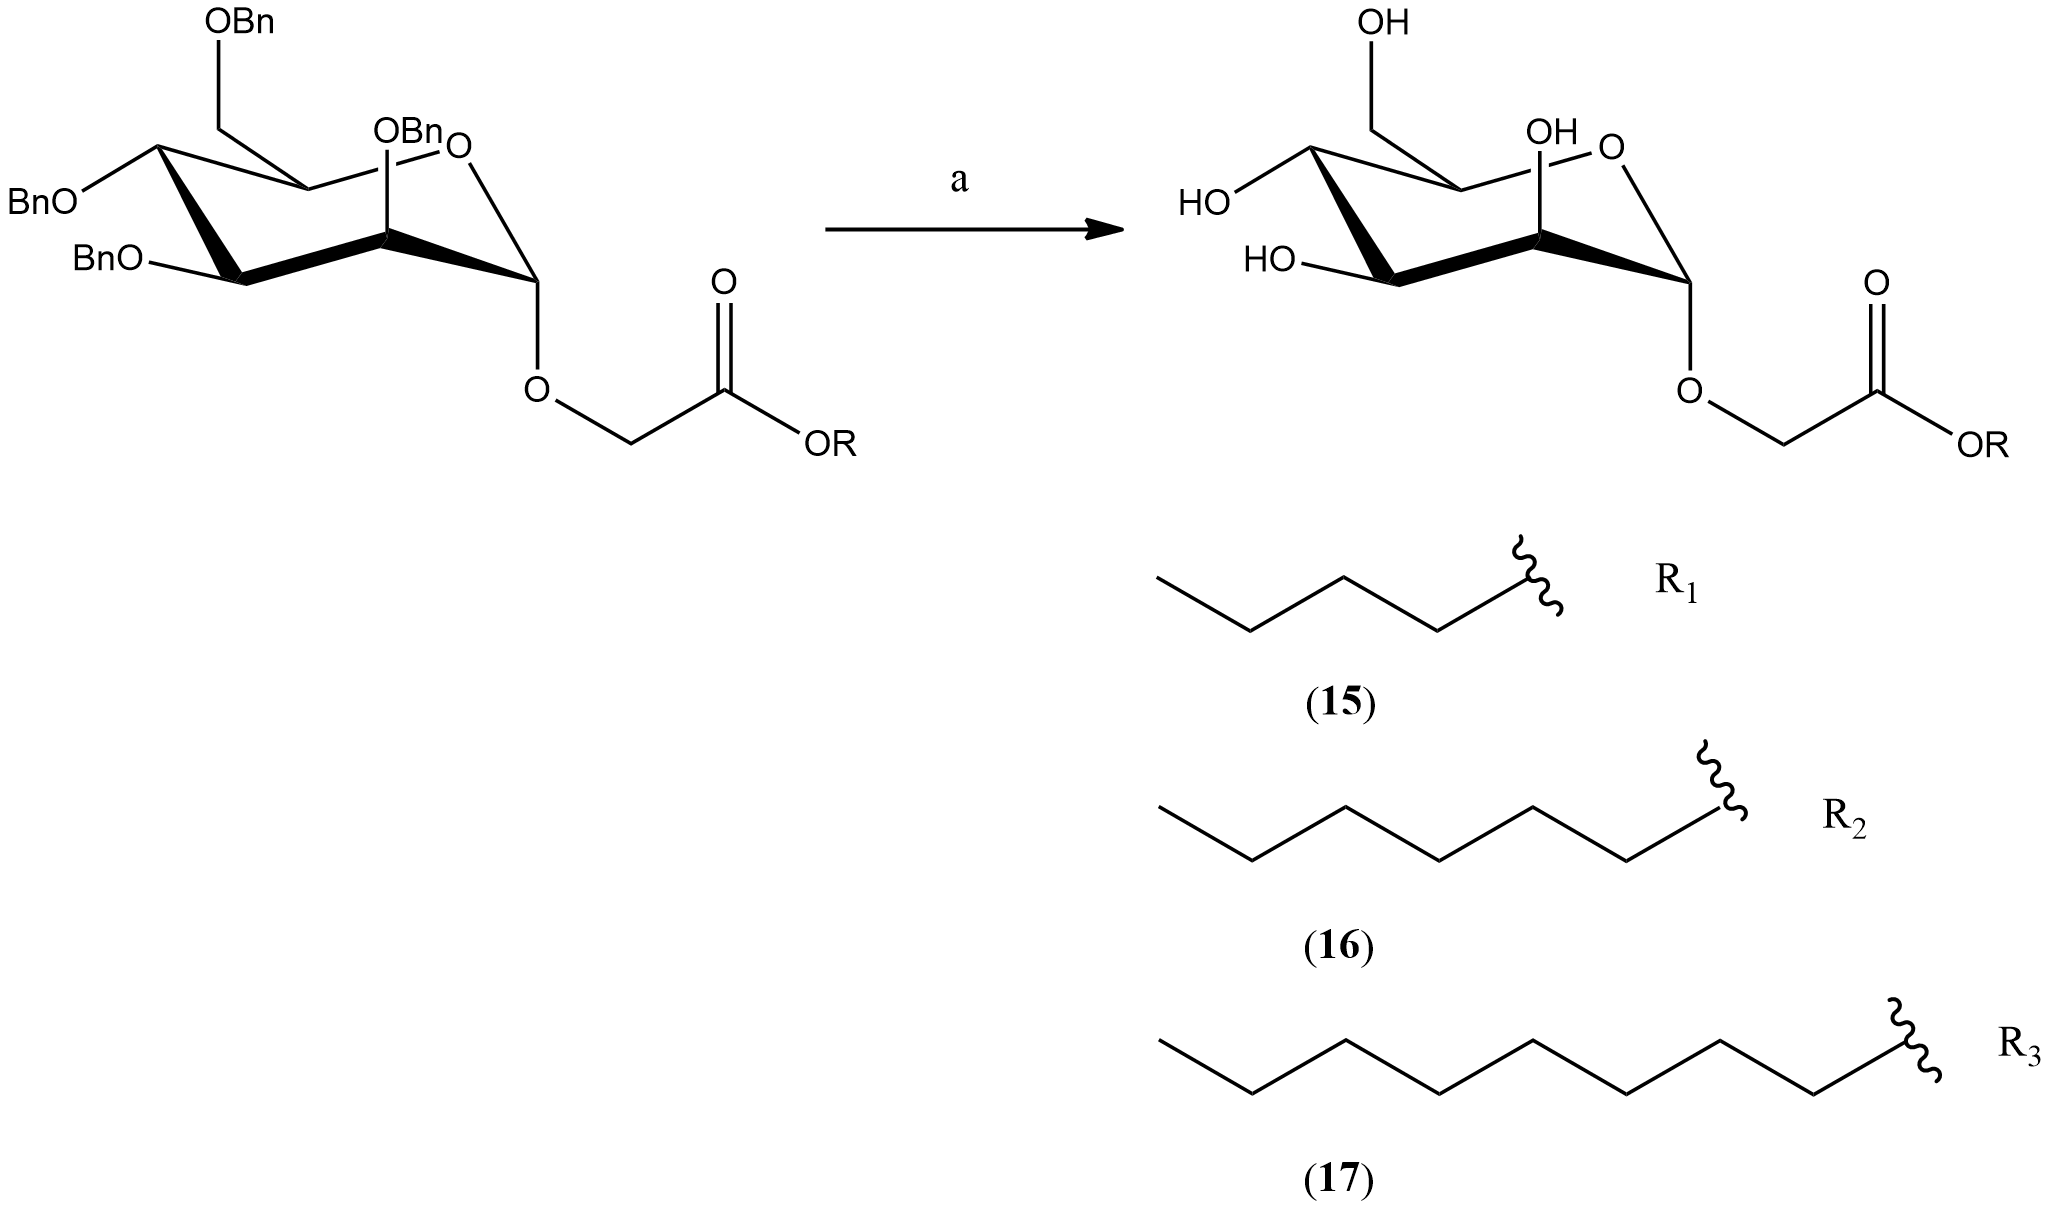 OBn
OH
OBn
O
OH
O
a
BnO
HO
BnO
HO
O
O
O
O
OR
OR
R₁
(15)
R₂
(16)
R₃
(17)